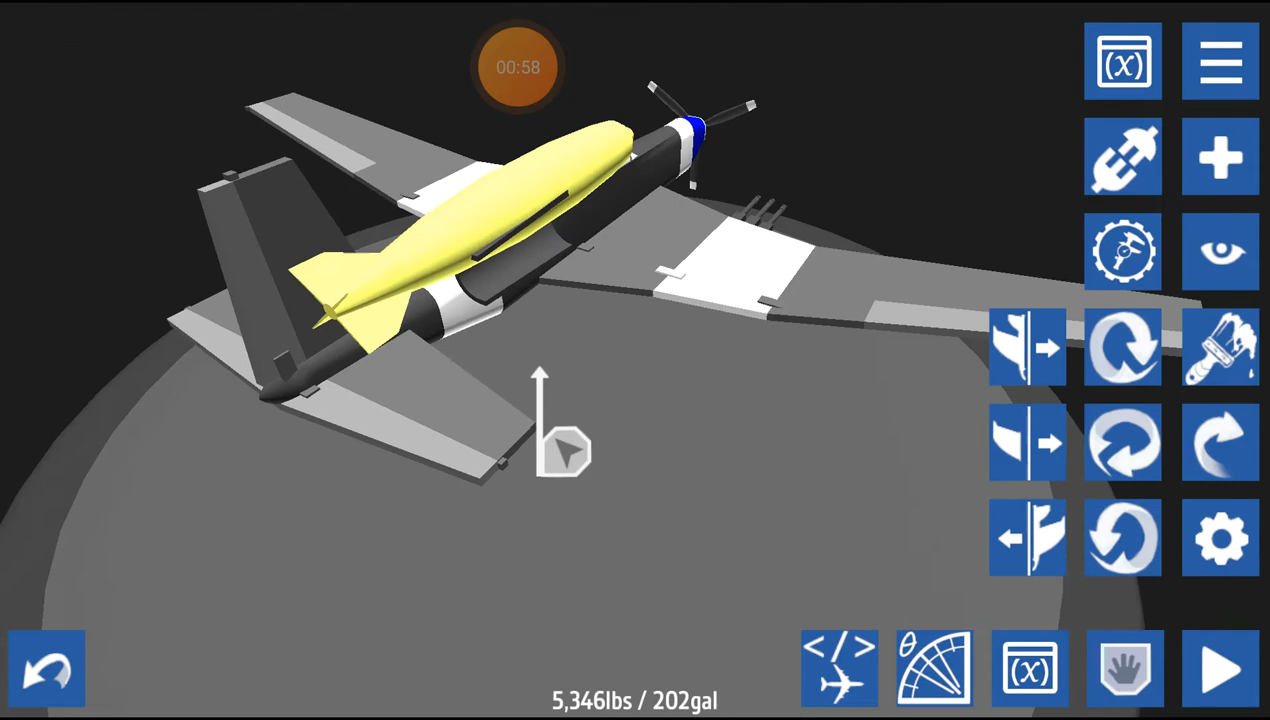 00:58
(x)
</>
θ
(x)
5,346lbs / 202gal